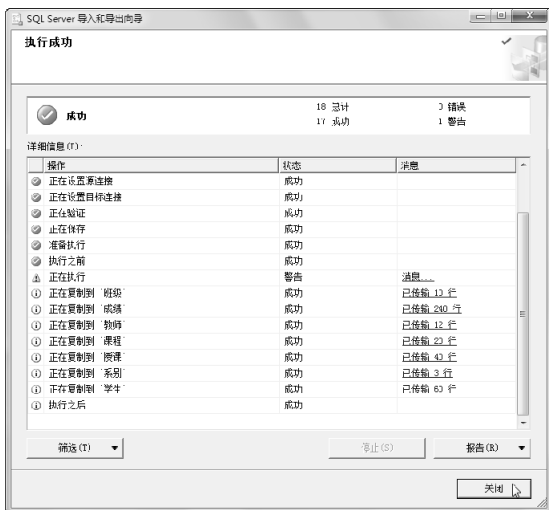 SQL Server 导入和导出向导
执行成功
成功
18 总计
0 错误
17 成功
1 警告
详细信息(T):
操作 状态 消息
正在设置源连接 成功
正在设置目标连接 成功
正在验证 成功
正在保存 成功
准备执行 成功
执行之前 成功
正在执行 警告 消息...
正在复制到 `班级` 成功 已传输 10 行
正在复制到 `成绩` 成功 已传输 240 行
正在复制到 `教师` 成功 已传输 12 行
正在复制到 `课程` 成功 已传输 20 行
正在复制到 `授课` 成功 已传输 40 行
正在复制到 `系别` 成功 已传输 3 行
正在复制到 `学生` 成功 已传输 60 行
执行之后 成功
筛选(T) 停止(S) 报告(R)
关闭